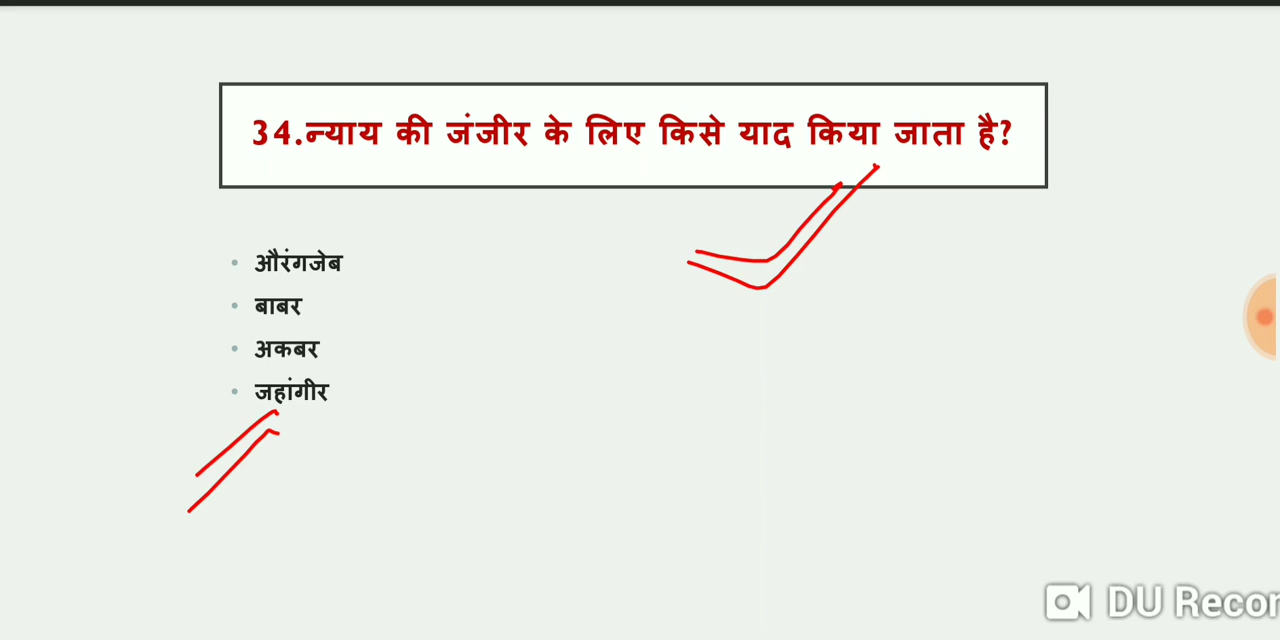 34.न्याय की जंजीर के लिए किसे याद किया जाता है?
• औरंगजेब
• बाबर
• अकबर
• जहांगीर
DU Recor